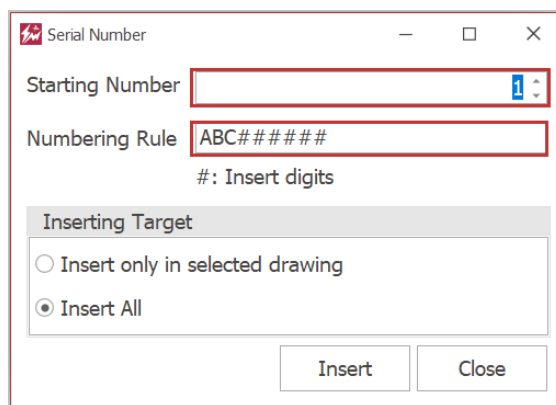 Serial Number
Starting Number 1
Numbering Rule ABC######
#: Insert digits
Inserting Target
Insert only in selected drawing
Insert All
Insert Close